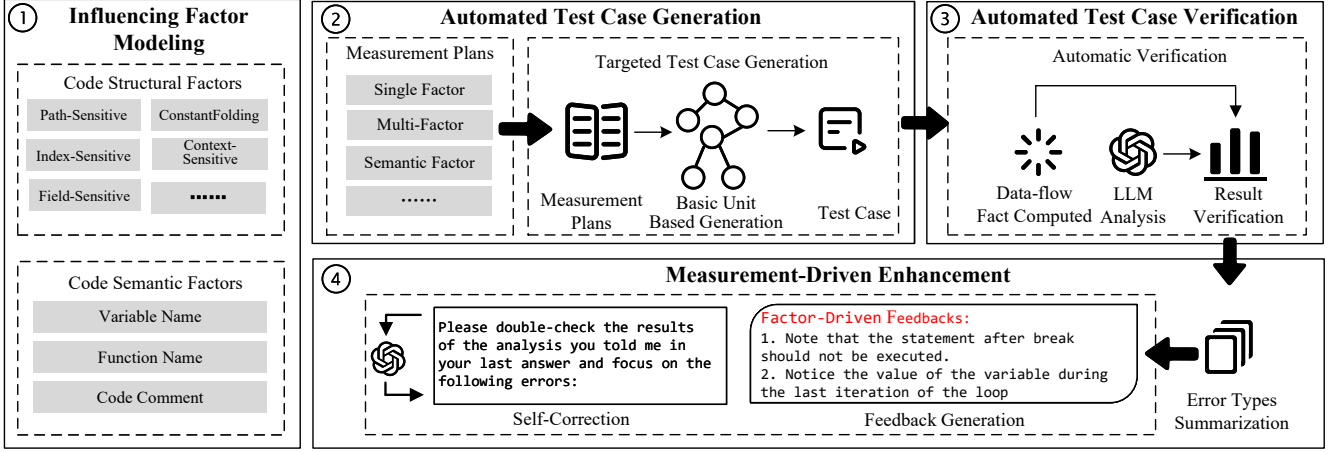 1
Influencing Factor
Modeling
Code Structural Factors
Path-Sensitive
ConstantFolding
Index-Sensitive
Context-
Sensitive
Field-Sensitive
......
Code Semantic Factors
Variable Name
Function Name
Code Comment
2
Automated Test Case Generation
Measurement Plans
Single Factor
Multi-Factor
Semantic Factor
......
Targeted Test Case Generation
Measurement
Plans
Basic Unit
Based Generation
Test Case
3
Automated Test Case Verification
Automatic Verification
Data-flow
Fact Computed
LLM
Analysis
Result
Verification
4
Measurement-Driven Enhancement
Please double-check the results
of the analysis you told me in
your last answer and focus on the
following errors:
Self-Correction
Factor-Driven Feedbacks:
1. Note that the statement after break
should not be executed.
2. Notice the value of the variable during
the last iteration of the loop
Feedback Generation
Error Types
Summarization